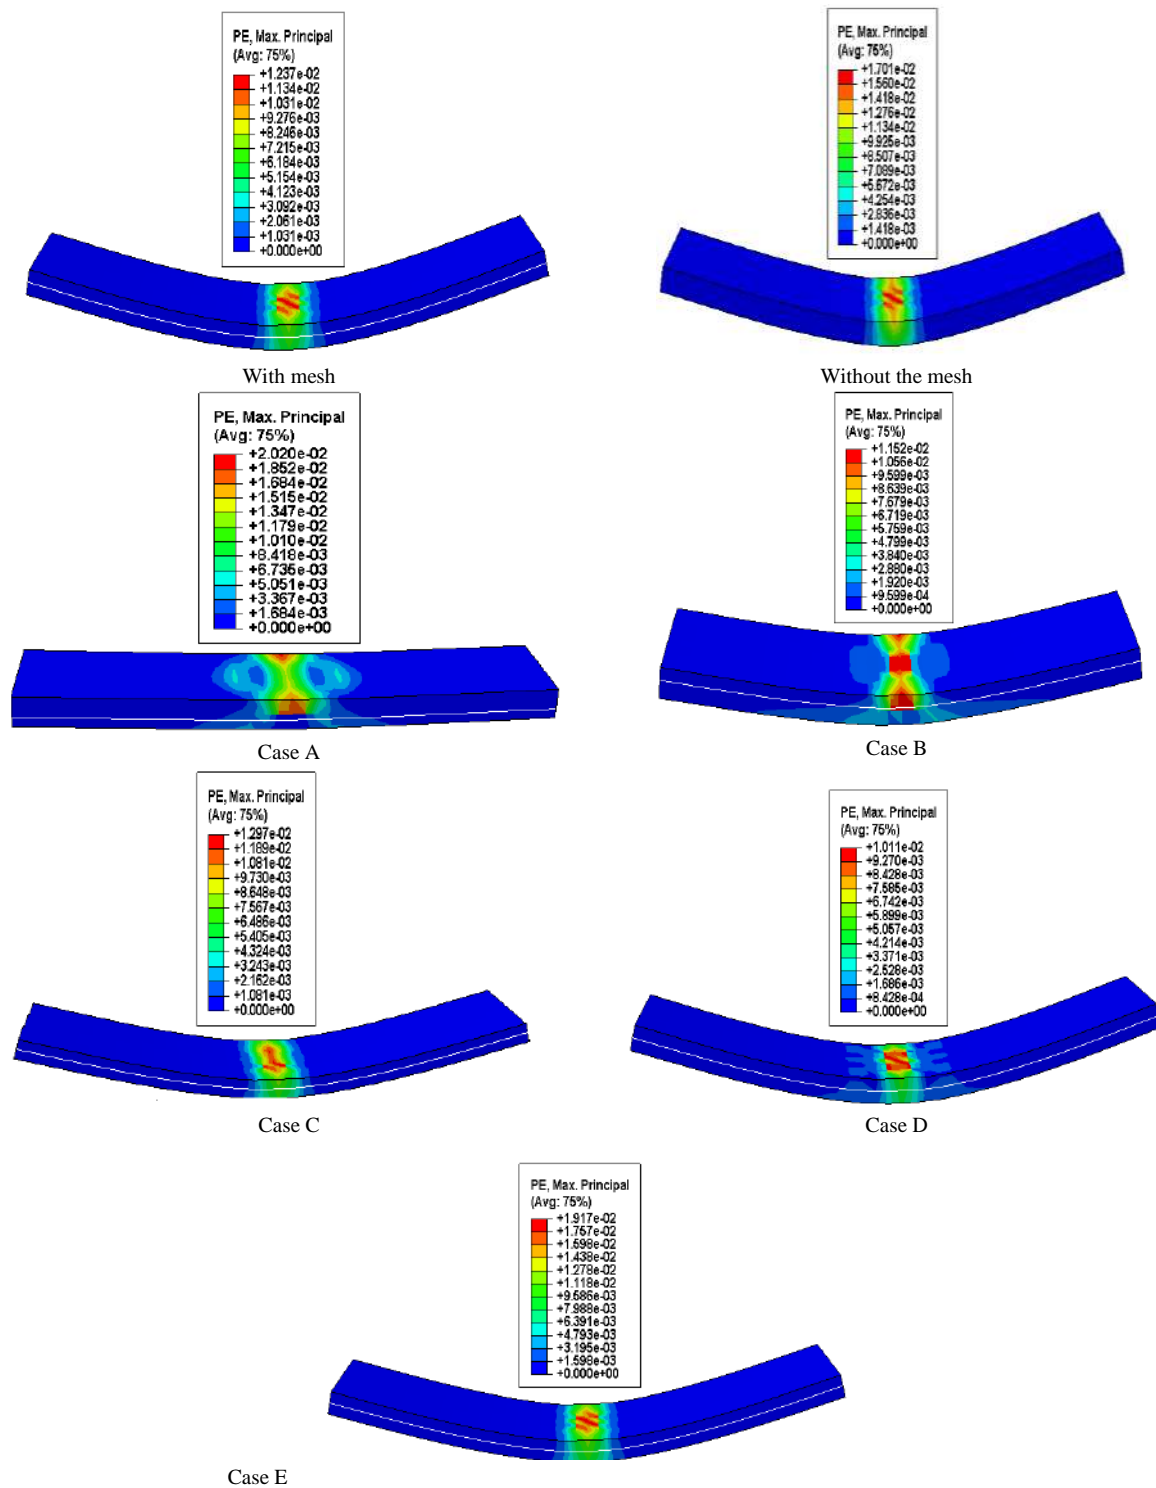 PE, Max. Principal
(Avg: 75%)
+1.237e-02
+1.134e-02
+1.031e-02
+9.276e-03
+8.246e-03
+7.215e-03
+6.184e-03
+5.154e-03
+4.123e-03
+3.092e-03
+2.061e-03
+1.031e-03
+0.000e+00
With mesh
PE, Max. Principal
(Avg: 75%)
+1.701e-02
+1.560e-02
+1.418e-02
+1.276e-02
+1.134e-02
+9.925e-03
+8.507e-03
+7.089e-03
+5.672e-03
+4.254e-03
+2.836e-03
+1.418e-03
+0.000e+00
Without the mesh
PE, Max. Principal
(Avg: 75%)
+2.020e-02
+1.852e-02
+1.684e-02
+1.515e-02
+1.347e-02
+1.179e-02
+1.010e-02
+8.418e-03
+6.735e-03
+5.051e-03
+3.367e-03
+1.684e-03
+0.000e+00
Case A
PE, Max. Principal
(Avg: 75%)
+1.152e-02
+1.056e-02
+9.599e-03
+8.639e-03
+7.679e-03
+6.719e-03
+5.759e-03
+4.799e-03
+3.840e-03
+2.880e-03
+1.920e-03
+9.599e-04
+0.000e+00
Case B
PE, Max. Principal
(Avg: 75%)
+1.297e-02
+1.189e-02
+1.081e-02
+9.730e-03
+8.648e-03
+7.567e-03
+6.486e-03
+5.405e-03
+4.324e-03
+3.243e-03
+2.162e-03
+1.081e-03
+0.000e+00
Case C
PE, Max. Principal
(Avg: 75%)
+1.011e-02
+9.270e-03
+8.428e-03
+7.585e-03
+6.742e-03
+5.899e-03
+5.057e-03
+4.214e-03
+3.371e-03
+2.528e-03
+1.686e-03
+8.428e-04
+0.000e+00
Case D
PE, Max. Principal
(Avg: 75%)
+1.917e-02
+1.757e-02
+1.598e-02
+1.438e-02
+1.278e-02
+1.118e-02
+9.586e-03
+7.988e-03
+6.391e-03
+4.793e-03
+3.195e-03
+1.598e-03
+0.000e+00
Case E